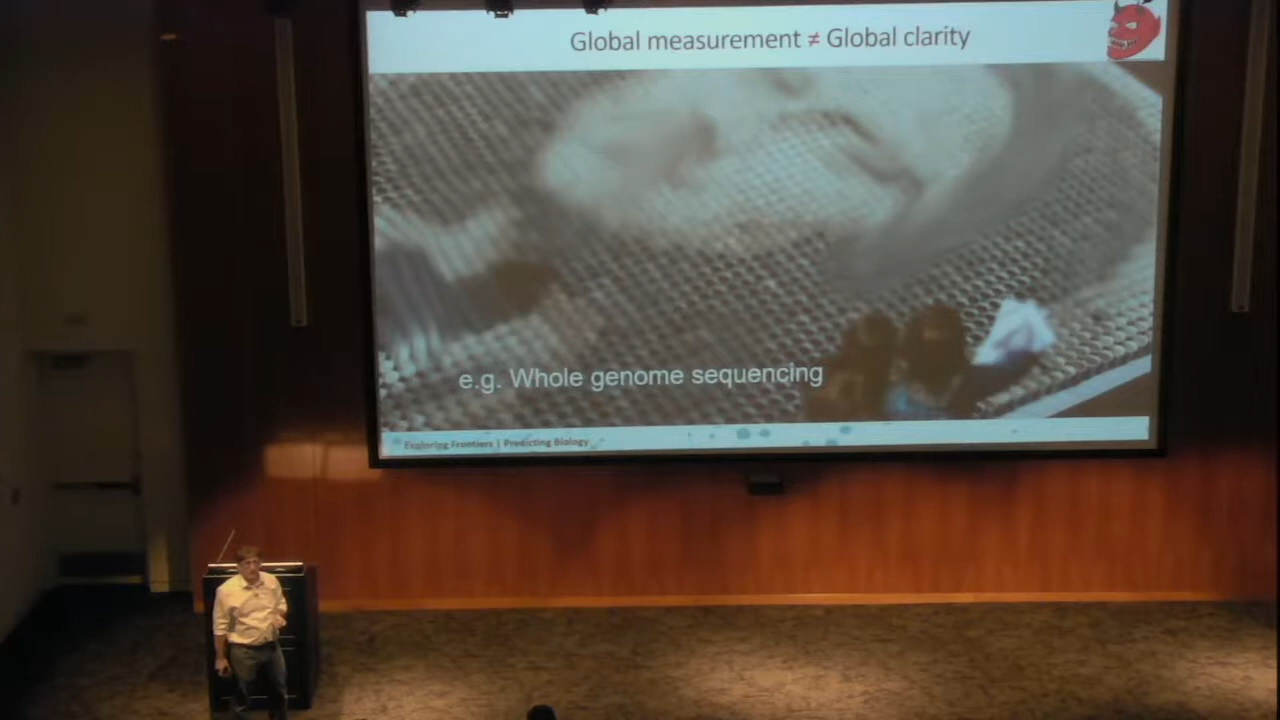 Global measurement ≠ Global clarity
e.g. Whole genome sequencing
Exploring Frontiers | Predicting Biology